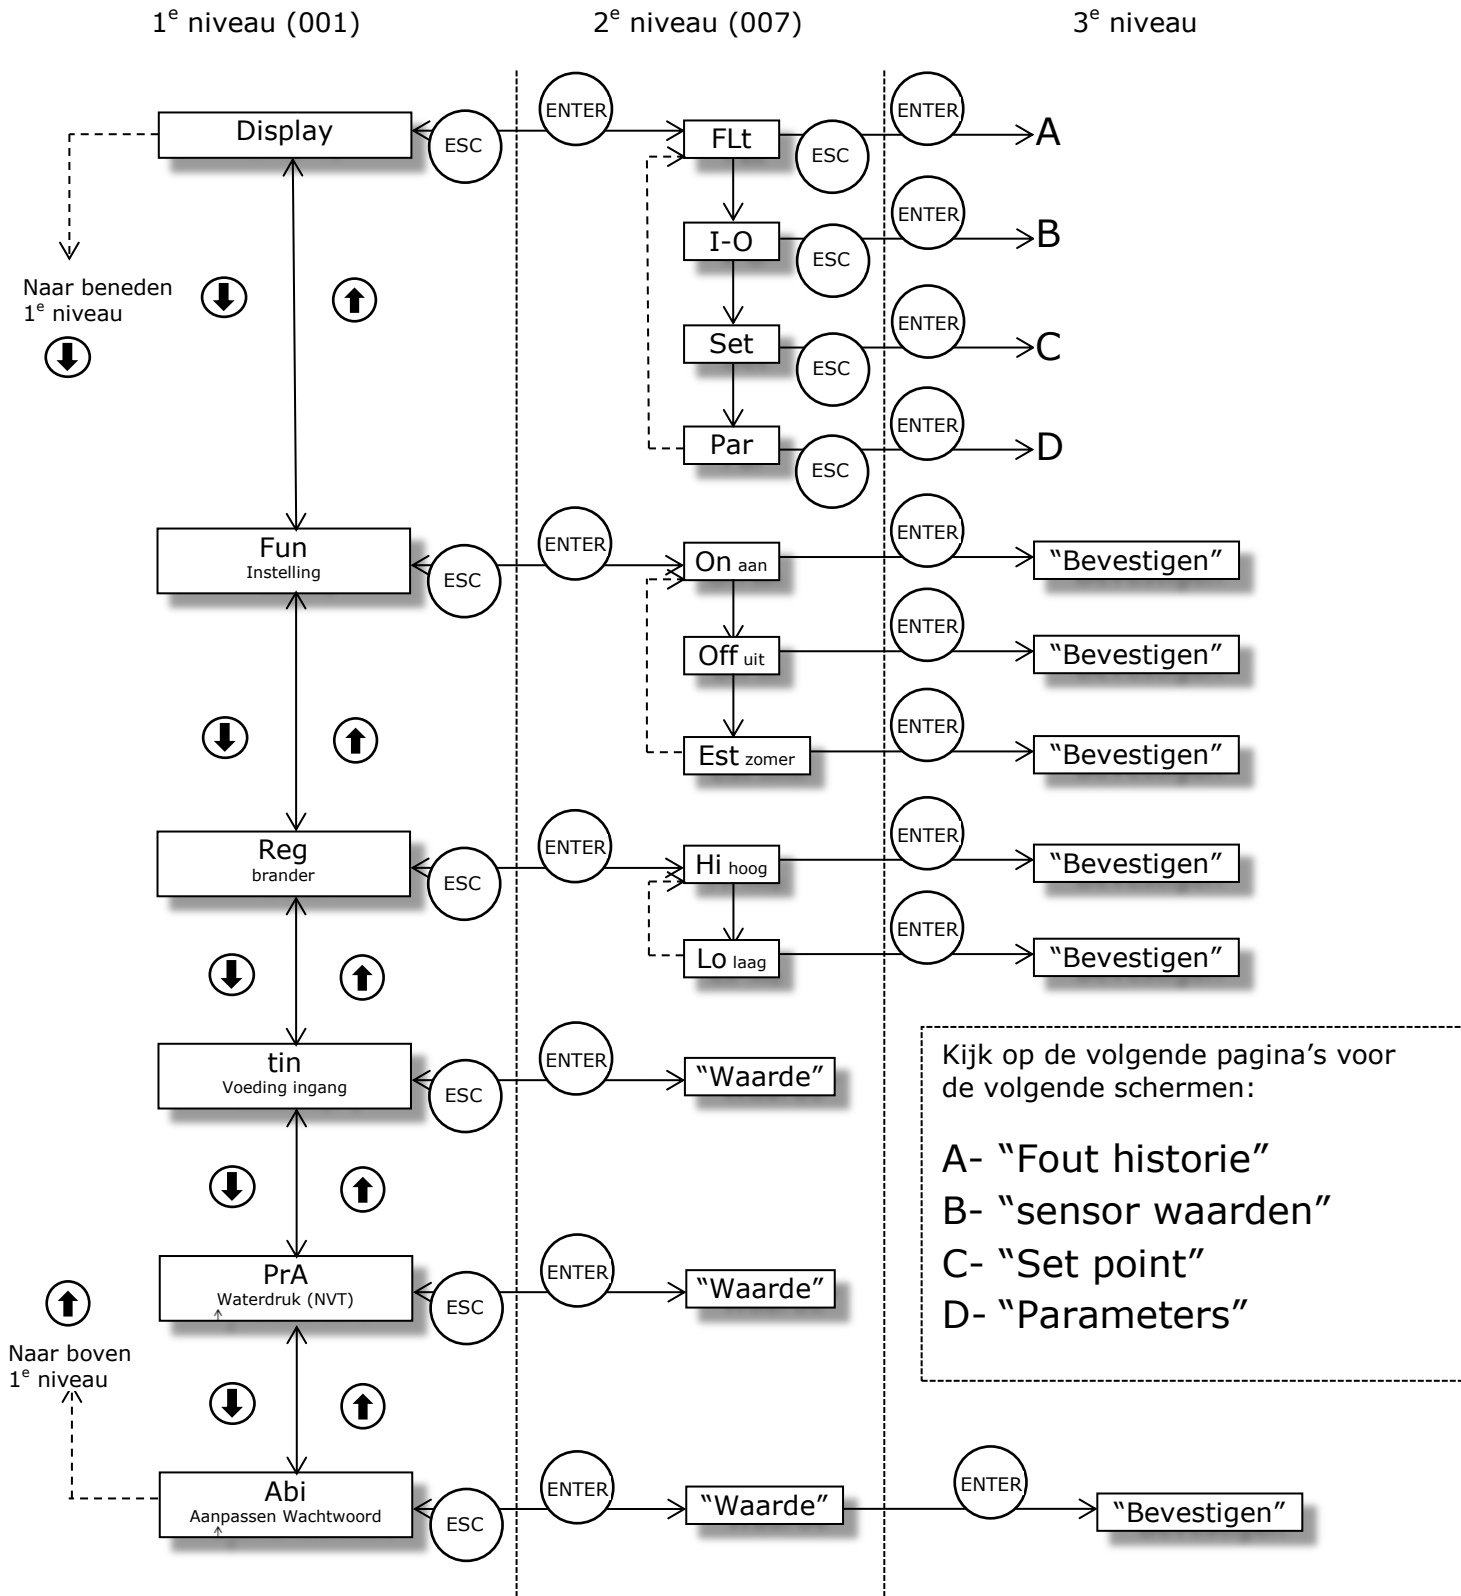 1e niveau (001) 2e niveau (007) 3e niveau
Display ESC ENTER FLt ESC ENTER A
I-O ESC ENTER B
Naar beneden
1e niveau
Set ESC ENTER C
Par ESC ENTER D
Fun
Instelling
ESC ENTER On aan ENTER “Bevestigen”
Off uit ENTER “Bevestigen”
Est zomer ENTER “Bevestigen”
Reg
brander
ESC ENTER Hi hoog ENTER “Bevestigen”
Lo laag ENTER “Bevestigen”
tin
Voeding ingang
ESC ENTER “Waarde”
Kijk op de volgende pagina’s voor
de volgende schermen:
A- “Fout historie”
B- “sensor waarden”
C- “Set point”
D- “Parameters”
PrA
Waterdruk (NVT)
ESC ENTER “Waarde”
Naar boven
1e niveau
Abi
Aanpassen Wachtwoord
ESC ENTER “Waarde” ENTER “Bevestigen”